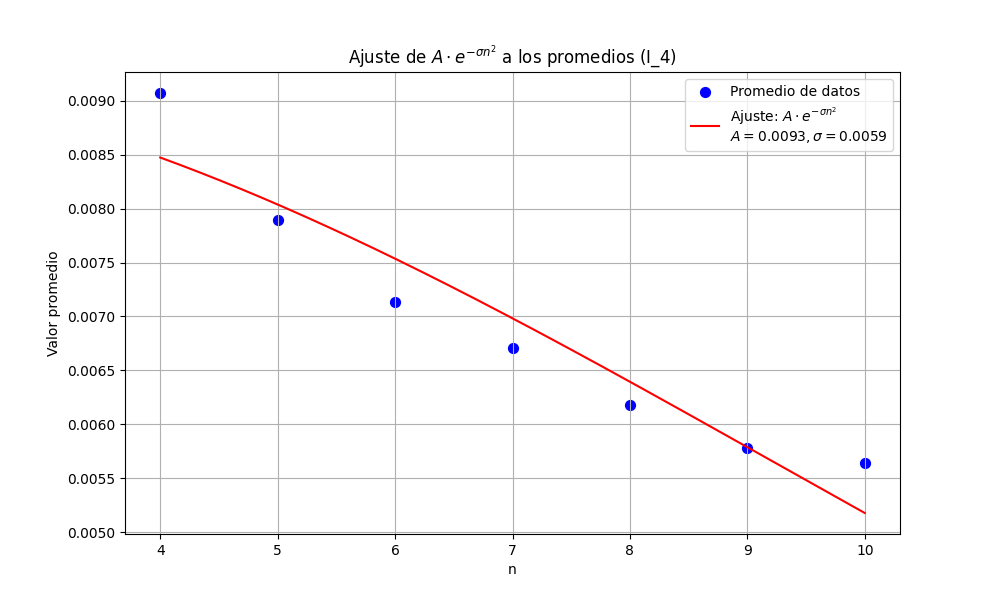 Ajuste de $A \cdot e^{-\sigma n^2}$ a los promedios (I_4)
Promedio de datos
Ajuste: $A \cdot e^{-\sigma n^2}$
$A = 0.0093, \sigma = 0.0059$
Valor promedio
0.0090
0.0085
0.0080
0.0075
0.0070
0.0065
0.0060
0.0055
0.0050
4 5 6 7 8 9 10
n